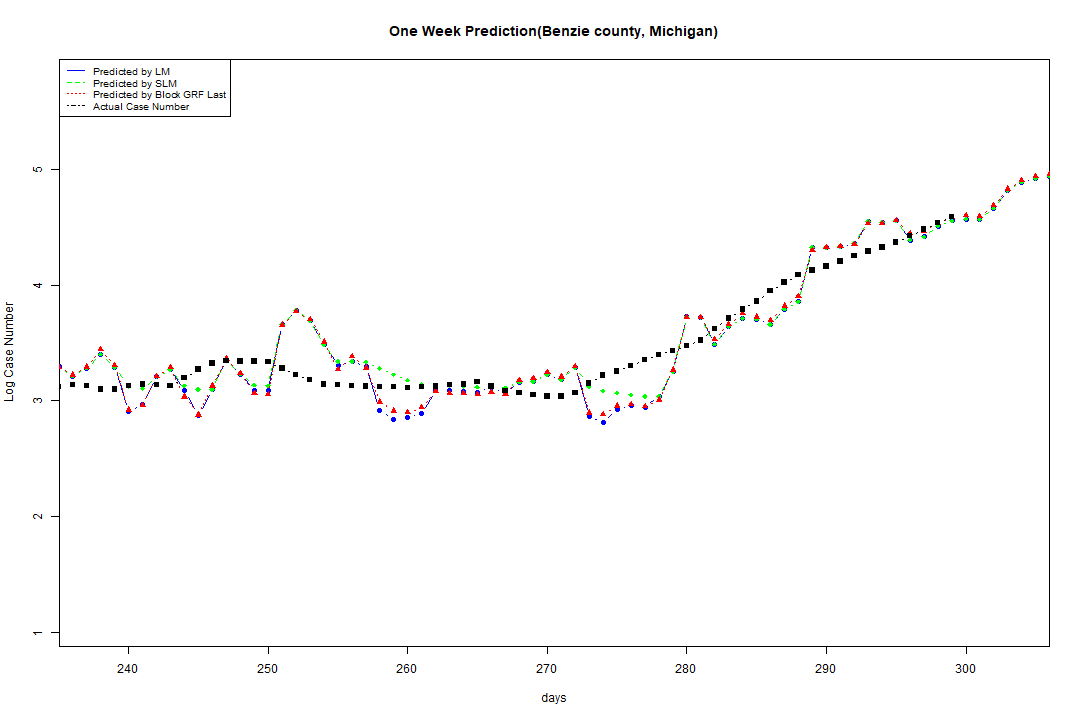 One Week Prediction(Benzie county, Michigan)
Predicted by LM
Predicted by SLM
Predicted by Block GRF Last
Actual Case Number
5
4
3
2
1
Log Case Number
240 250 260 270 280 290 300
days